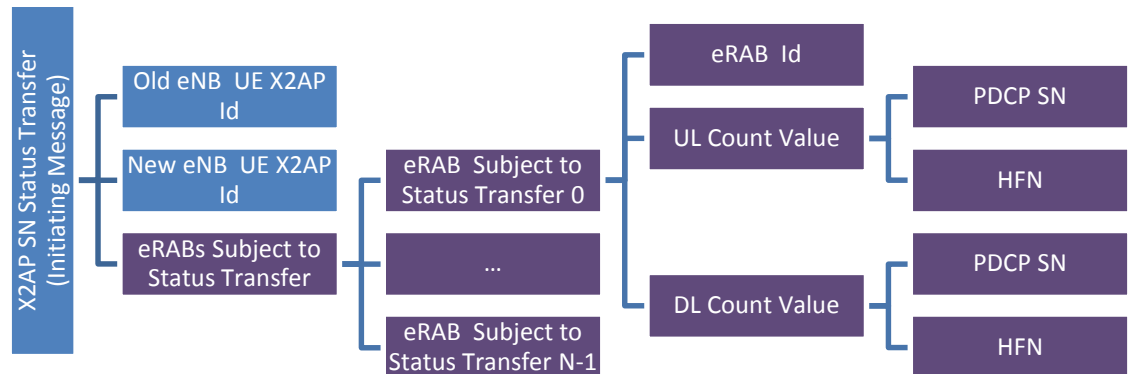 X2AP SN Status Transfer
(Initiating Message)
Old eNB UE X2AP
Id
New eNB UE X2AP
Id
eRABs Subject to
Status Transfer
eRAB Subject to
Status Transfer 0
...
eRAB Subject to
Status Transfer N-1
eRAB Id
UL Count Value
DL Count Value
PDCP SN
HFN
PDCP SN
HFN